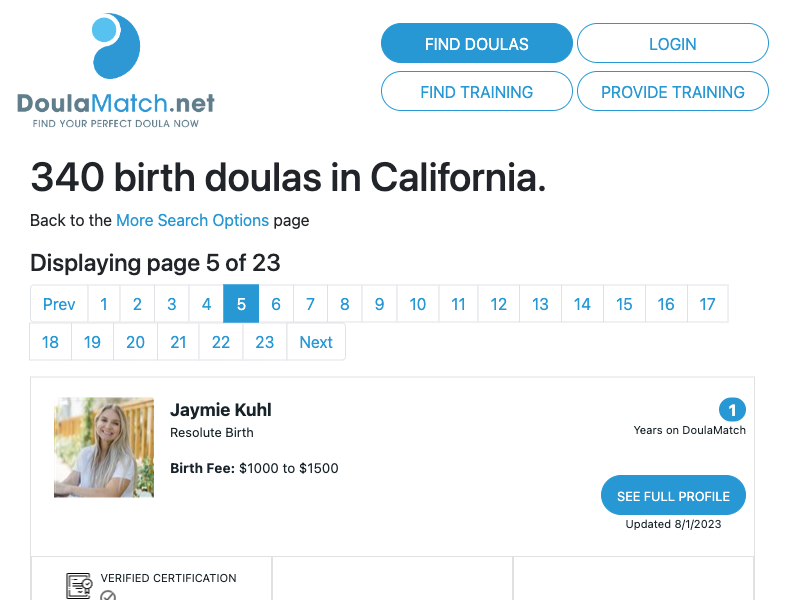 DoulaMatch.net
FIND YOUR PERFECT DOULA NOW
FIND DOULAS
LOGIN
FIND TRAINING
PROVIDE TRAINING
340 birth doulas in California.
Back to the More Search Options page
Displaying page 5 of 23
Prev 1 2 3 4 5 6 7 8 9 10 11 12 13 14 15 16 17
18 19 20 21 22 23 Next
Jaymie Kuhl
Resolute Birth
Birth Fee: $1000 to $1500
1
Years on DoulaMatch
SEE FULL PROFILE
Updated 8/1/2023
VERIFIED CERTIFICATION